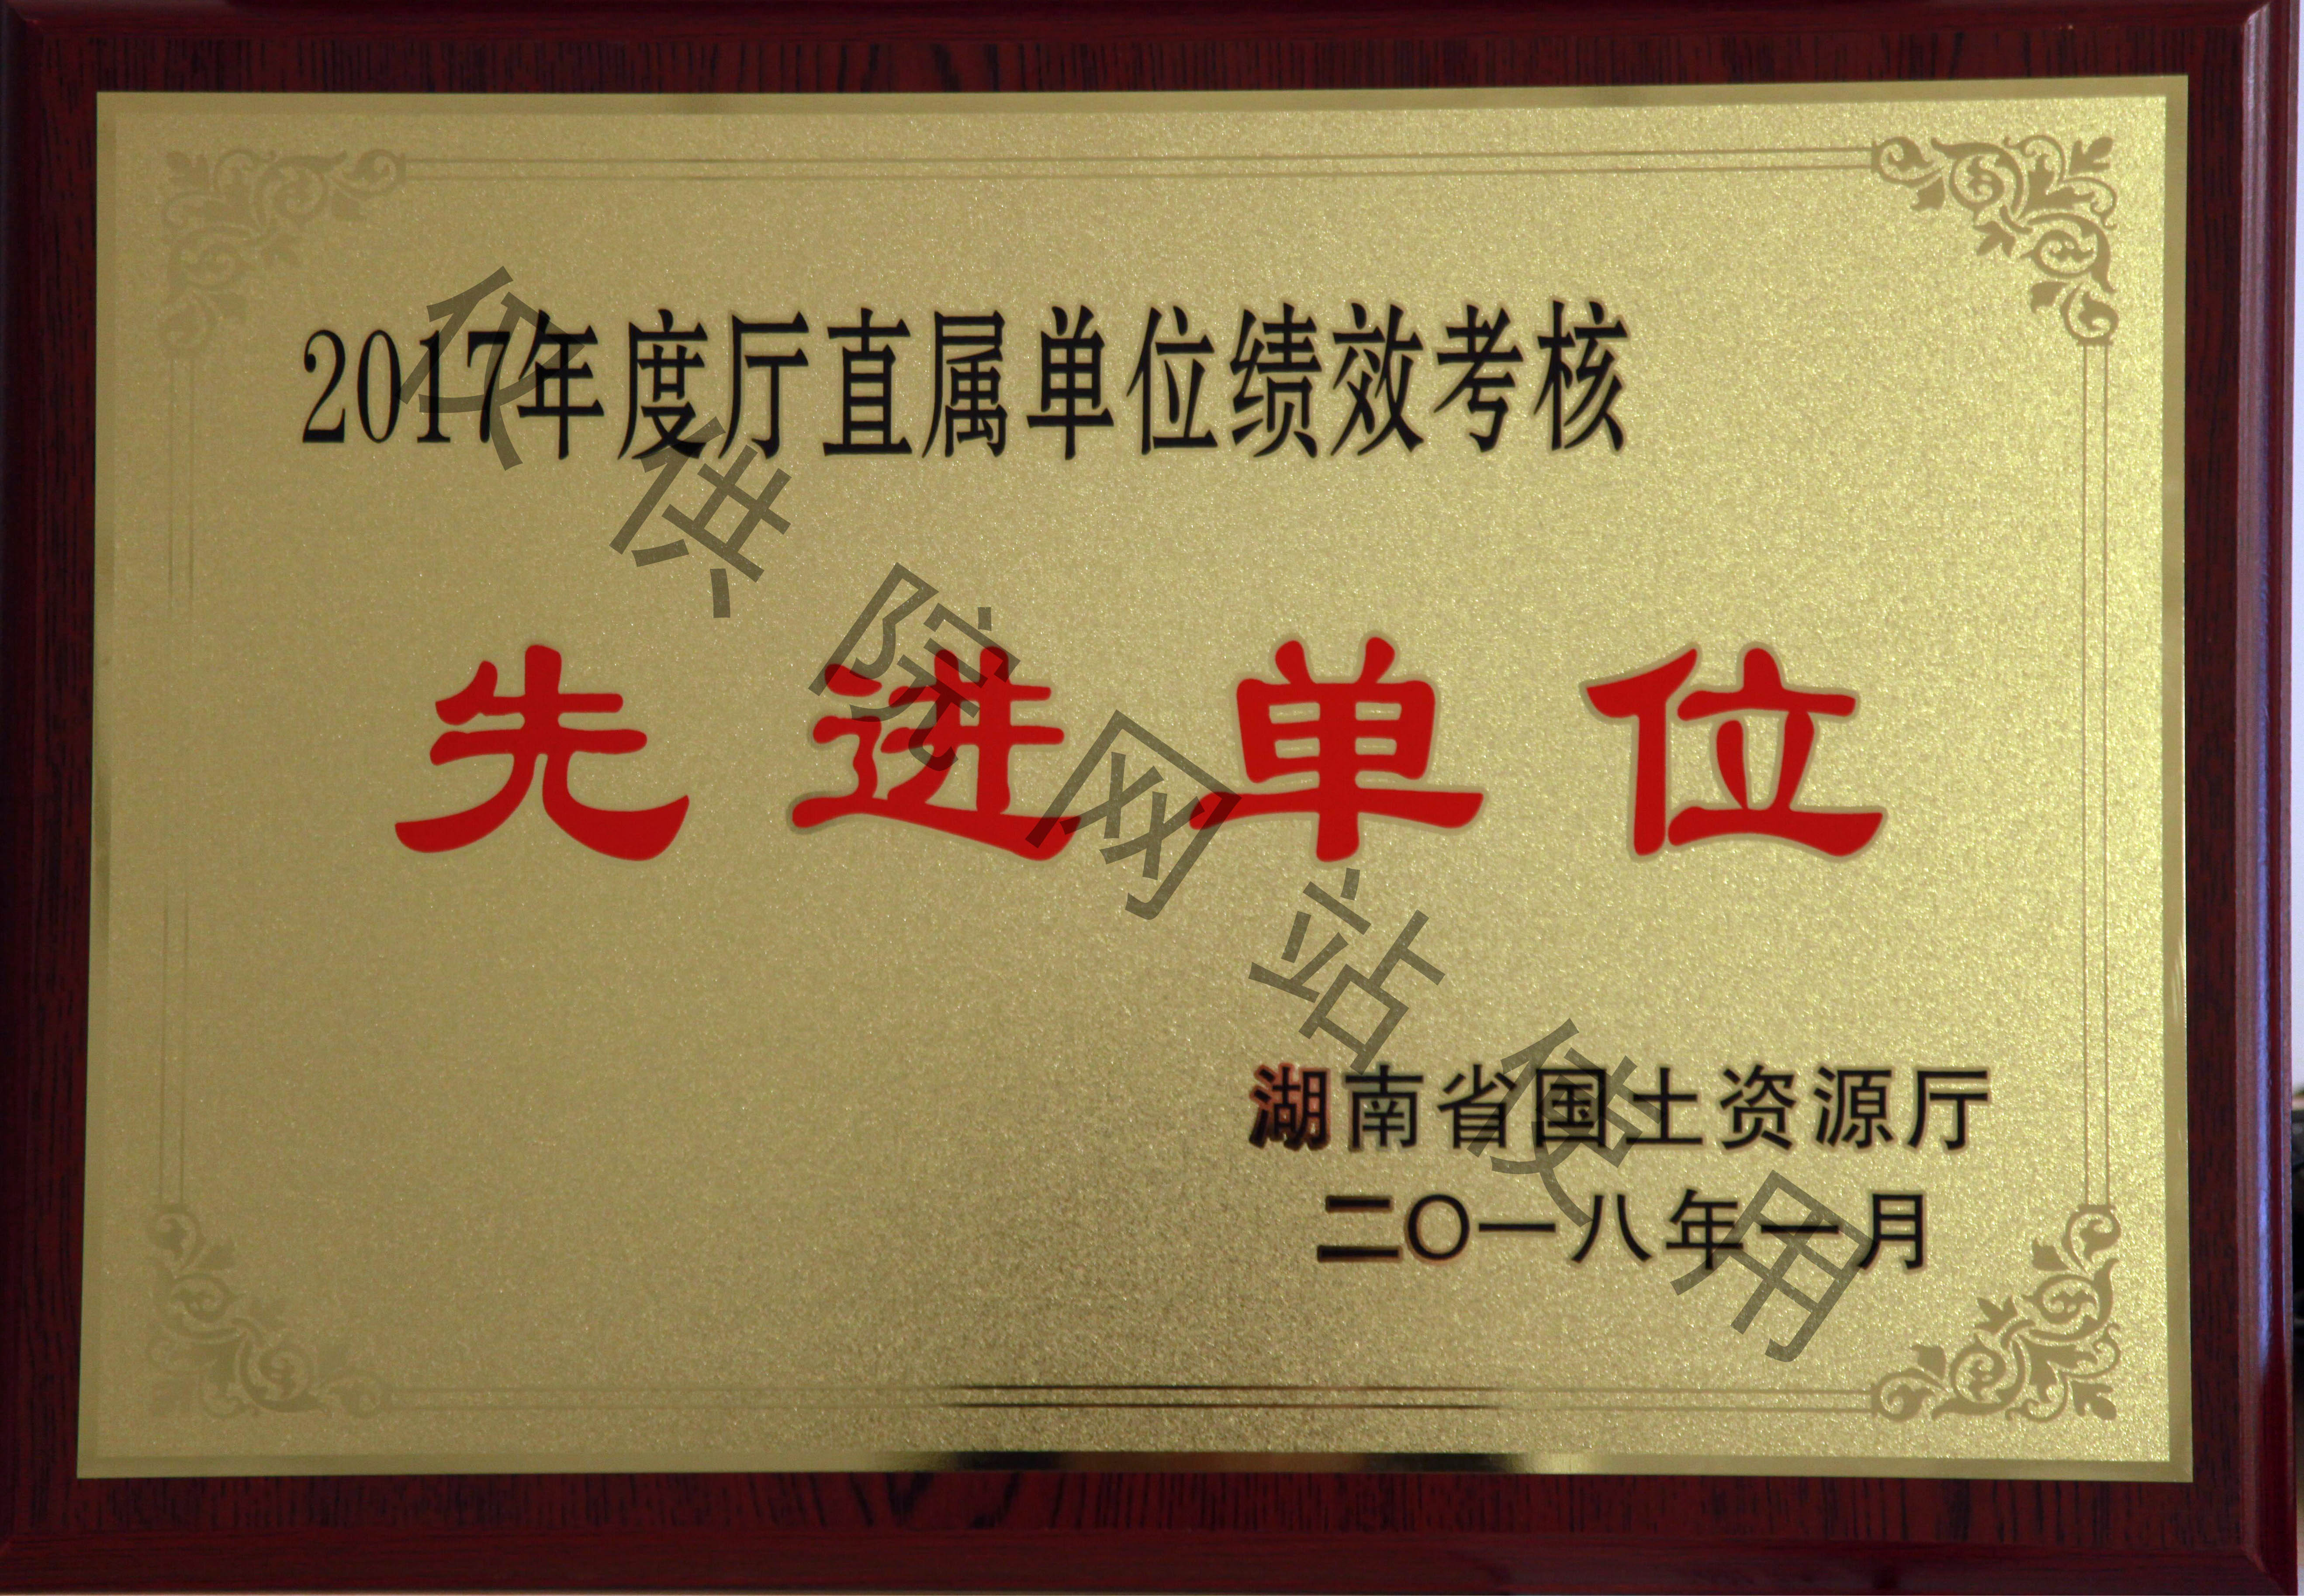 2017年度厅直属单位绩效考核
先进单位
湖南省国土资源厅
二〇一八年一月
仅供院网站使用